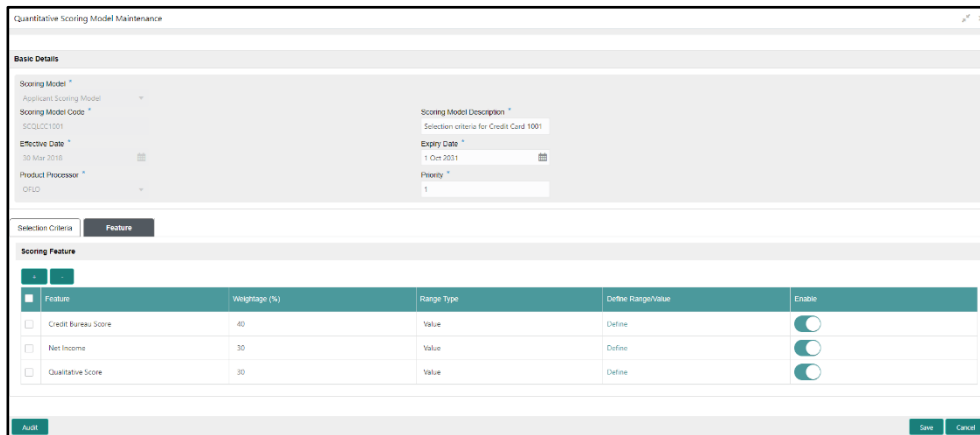 Quantitative Scoring Model Maintenance
Basic Details
Scoring Model *
Applicant Scoring Model
Scoring Model Code * Scoring Model Description *
SCQLCC1001 Selection criteria for Credit Card 1001
Effective Date * Expiry Date *
30 Mar 2018 1 Oct 2031
Product Processor * Priority *
OFLO 1
Selection Criteria Feature
Scoring Feature
+ -
Feature Weightage (%) Range Type Define Range/Value Enable
Credit Bureau Score 40 Value Define
Net Income 30 Value Define
Qualitative Score 30 Value Define
Audit Save Cancel